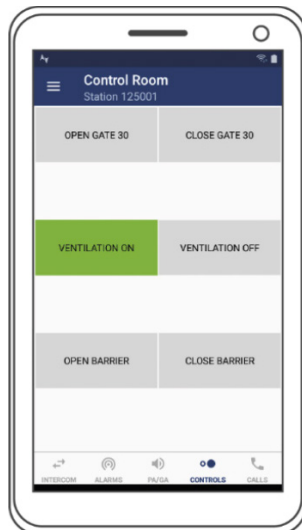 Control Room
Station 125001
OPEN GATE 30 CLOSE GATE 30
VENTILATION ON VENTILATION OFF
OPEN BARRIER CLOSE BARRIER
INTERCOM ALARMS PA/GA CONTROLS CALLS